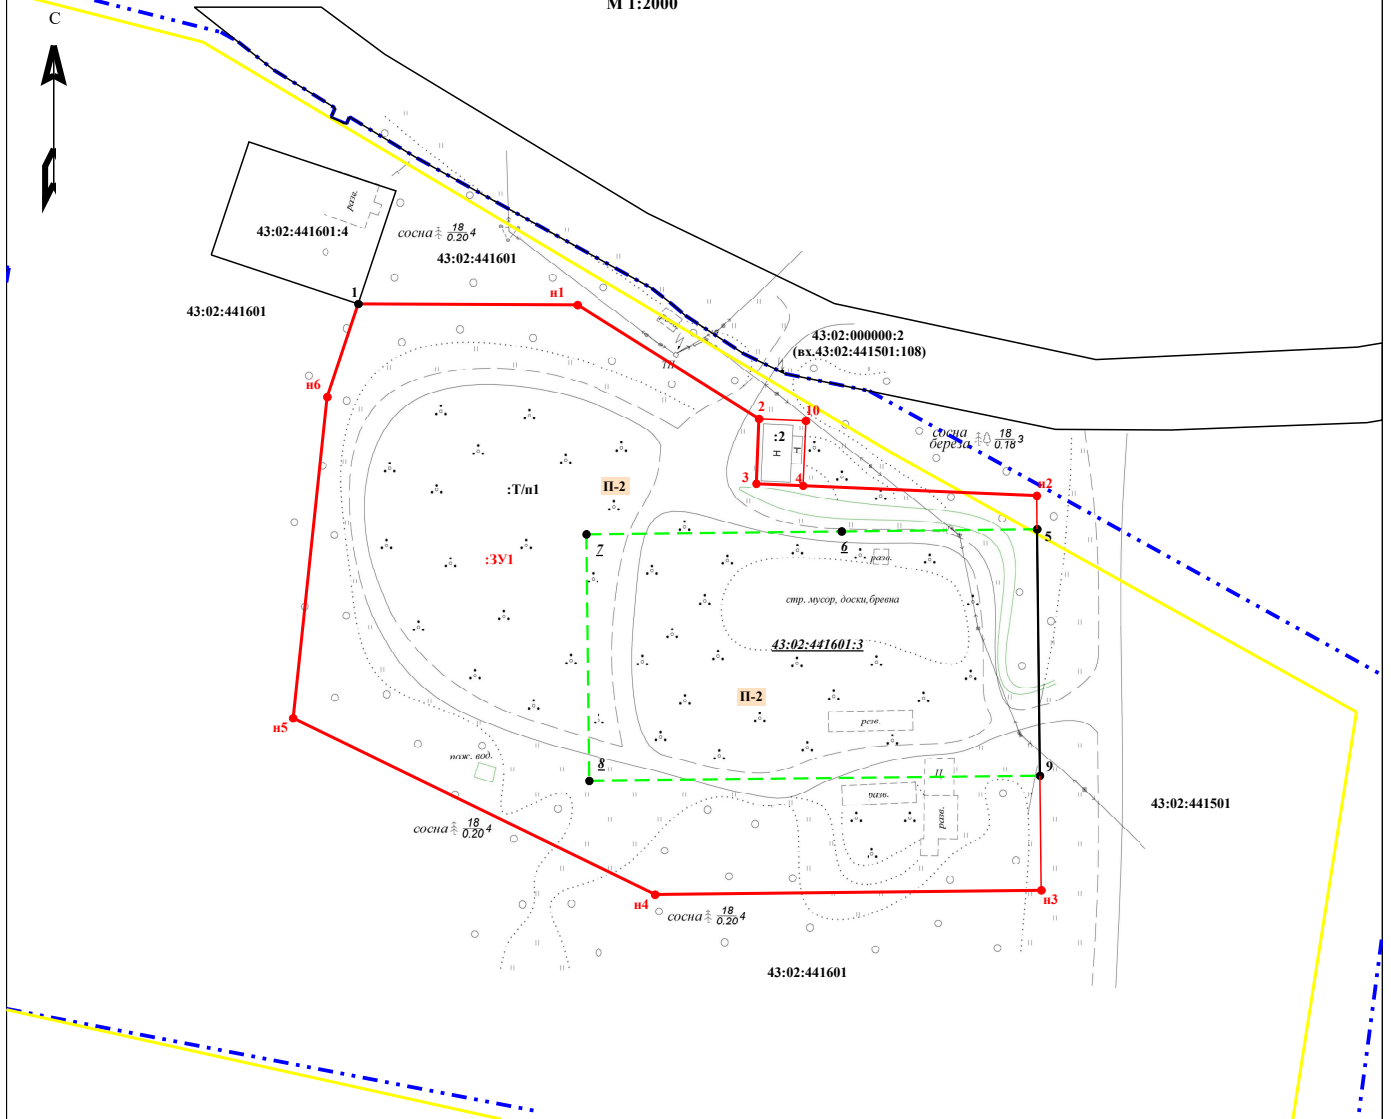 М 1:2000
С
разв.
43:02:441601:4
сосна 18 0.20 4
43:02:441601
1
н1
43:02:441601
43:02:000000:2
(вх.43:02:441501:108)
ТП
н6
2
10
:2
Н
Т
сосна
береза 18 0.18 3
3
4
:Т/п1
П-2
н2
7
6
5
разв.
:ЗУ1
стр. мусор, доски,бревна
43:02:441601:3
П-2
н5
разв.
пож. вод.
8
Ц
9
разв.
43:02:441501
сосна 18 0.20 4
разв.
н4
н3
сосна 18 0.20 4
43:02:441601